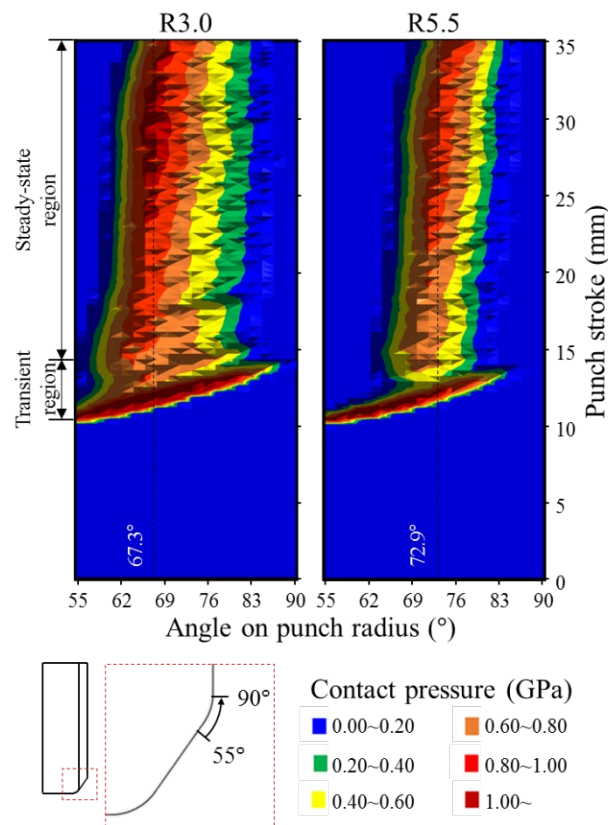 R3.0
R5.5
Steady-state
region
Transient
region
35
30
25
20
15
10
5
0
Punch stroke (mm)
67.3°
72.9°
55 62 69 76 83 90
55 62 69 76 83 90
Angle on punch radius (°)
90°
55°
Contact pressure (GPa)
0.00~0.20
0.60~0.80
0.20~0.40
0.80~1.00
0.40~0.60
1.00~